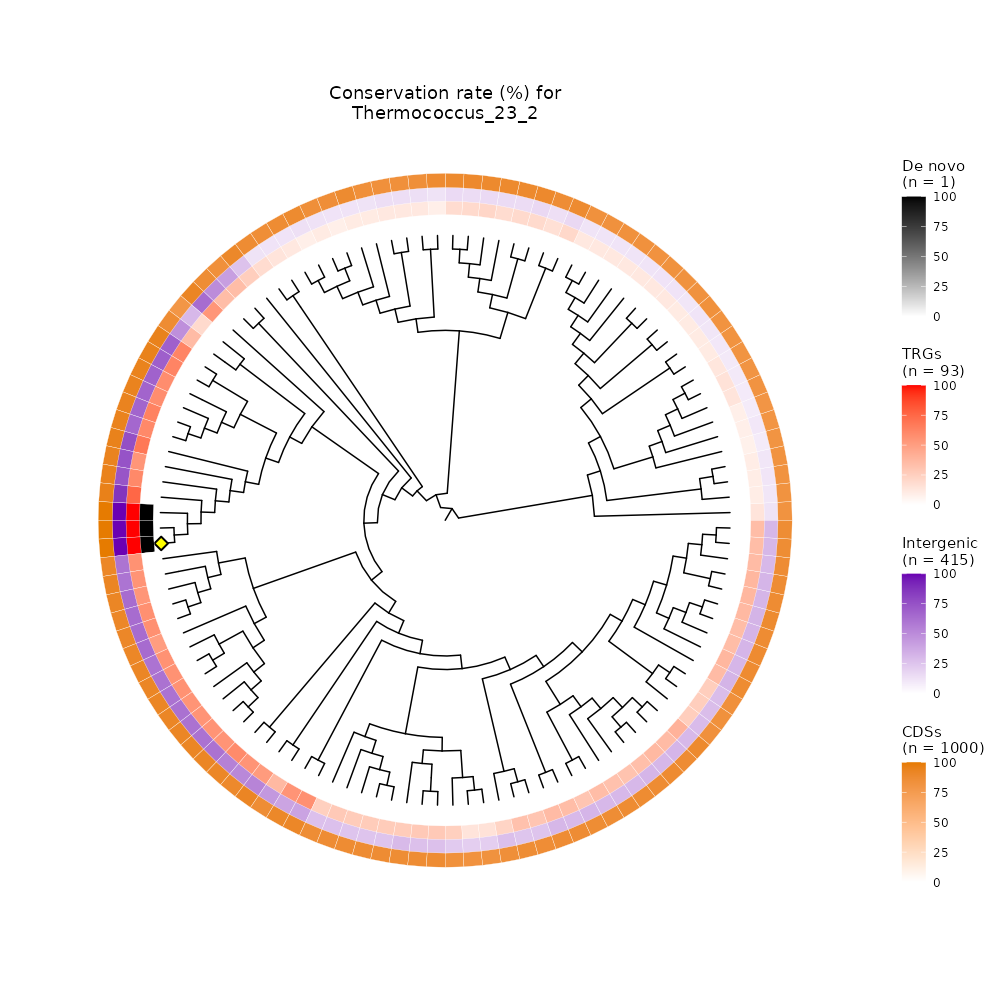 Conservation rate (%) for
Thermococcus_23_2
De novo
(n = 1)
100
75
50
25
0
TRGs
(n = 93)
100
75
50
25
0
Intergenic
(n = 415)
100
75
50
25
0
CDSs
(n = 1000)
100
75
50
25
0